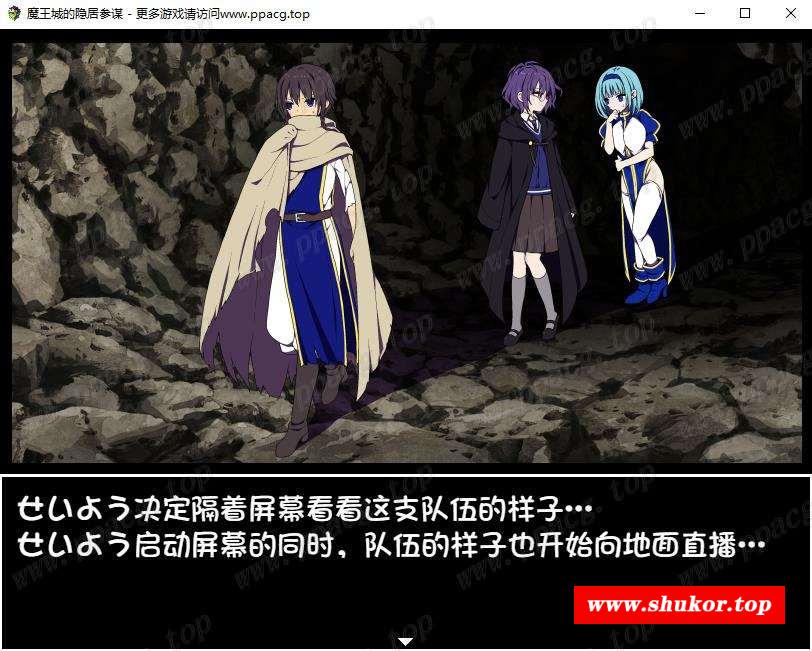 魔王城的隐居参谋 - 更多游戏请访问www.ppacg.top
せいよう决定隔着屏幕看看这支队伍的样子…
せいよう启动屏幕的同时，队伍的样子也开始向地面直播…
www.shukor.top